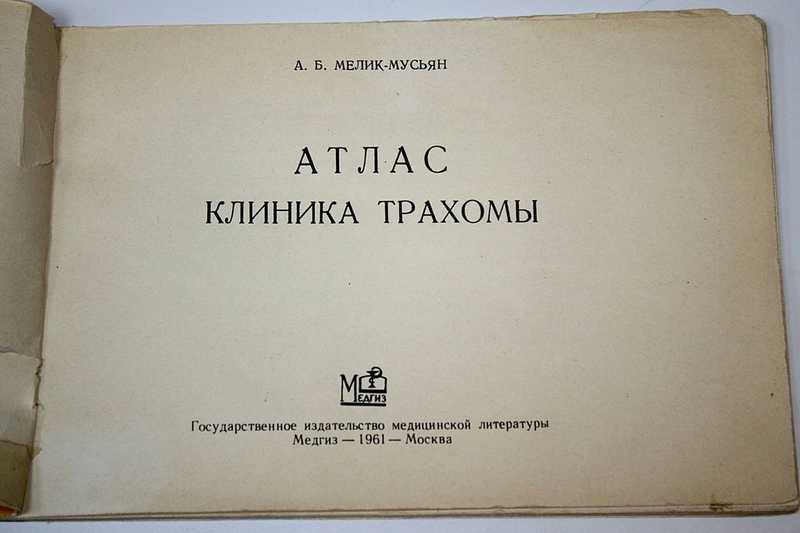 А. Б. МЕЛИК-МУСЬЯН
АТЛАС
КЛИНИКА ТРАХОМЫ
МЕДГИЗ
Государственное издательство медицинской литературы
Медгиз — 1961 — Москва